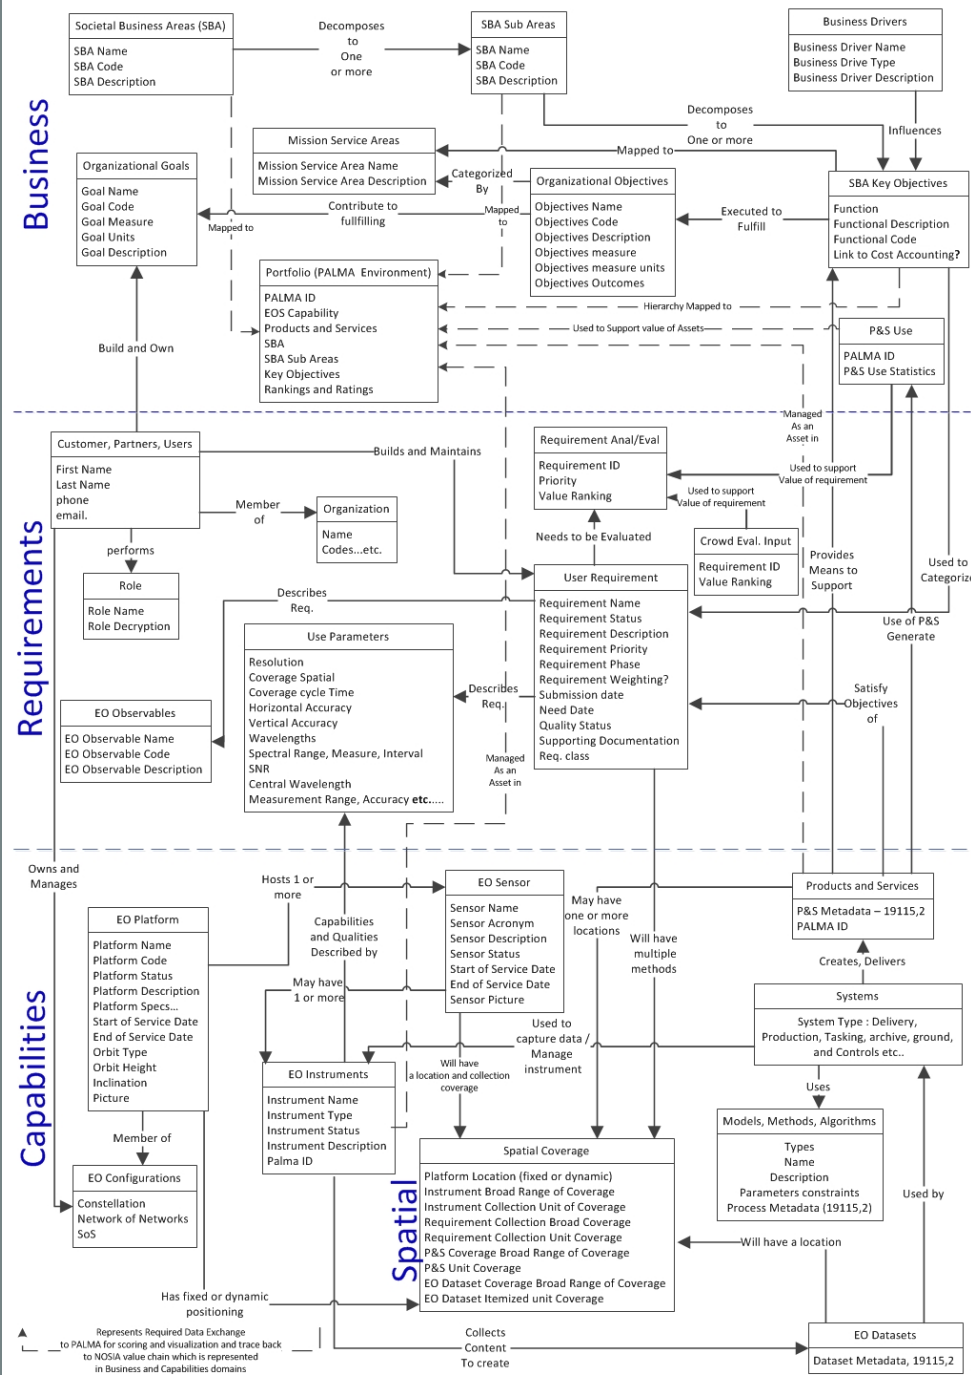 Societal Business Areas (SBA)
SBA Name
SBA Code
SBA Description
Decomposes
to
One
or more
SBA Sub Areas
SBA Name
SBA Code
SBA Description
Business Drivers
Business Driver Name
Business Drive Type
Business Driver Description
Business
Decomposes
to
One or more
Influences
Mission Service Areas
Mission Service Area Name
Mission Service Area Description
Mapped to
Organizational Goals
Goal Name
Goal Code
Goal Measure
Goal Units
Goal Description
Categorized
By
Organizational Objectives
Objectives Name
Objectives Code
Objectives Description
Objectives measure
Objectives measure units
Objectives Outcomes
SBA Key Objectives
Function
Functional Description
Functional Code
Link to Cost Accounting?
Contribute to
fullfilling
Mapped
to
Executed to
Fulfill
Mapped to
Portfolio (PALMA Environment)
PALMA ID
EOS Capability
Products and Services
SBA
SBA Sub Areas
Key Objectives
Rankings and Ratings
Hierarchy Mapped to
Used to Support value of Assets
P&S Use
PALMA ID
P&S Use Statistics
Build and Own
Managed
As an
Asset in
Requirements
Customer, Partners, Users
First Name
Last Name
phone
email.
Builds and Maintains
Requirement Anal/Eval
Requirement ID
Priority
Value Ranking
Used to support
Value of requirement
Used to support
Value of requirement
Member
of
Organization
Name
Codes...etc.
performs
Role
Role Name
Role Decryption
Needs to be Evaluated
Crowd Eval. Input
Requirement ID
Value Ranking
Provides
Means to
Support
Used to
Categorize
User Requirement
Requirement Name
Requirement Status
Requirement Description
Requirement Priority
Requirement Phase
Requirement Weighting?
Submission date
Need Date
Quality Status
Supporting Documentation
Req. class
Describes
Req.
Use of P&S
Generate
Use Parameters
Resolution
Coverage Spatial
Coverage cycle Time
Horizontal Accuracy
Vertical Accuracy
Wavelengths
Spectral Range, Measure, Interval
SNR
Central Wavelength
Measurement Range, Accuracy etc.....
Describes
Req.
Satisfy
Objectives
of
EO Observables
EO Observable Name
EO Observable Code
EO Observable Description
Managed
As an
Asset in
Owns and
Manages
Capabilities
EO Platform
Platform Name
Platform Code
Platform Status
Platform Description
Platform Specs...
Start of Service Date
End of Service Date
Orbit Type
Orbit Height
Inclination
Picture
Hosts 1 or
more
Capabilities
and Qualities
Described by
EO Sensor
Sensor Name
Sensor Acronym
Sensor Description
Sensor Status
Start of Service Date
End of Service Date
Sensor Picture
May have
one or more
locations
Will have
multiple
methods
Products and Services
P&S Metadata – 19115,2
PALMA ID
Creates, Delivers
May have
1 or more
Systems
System Type : Delivery,
Production, Tasking, archive, ground,
and Controls etc..
Used to
capture data /
Manage
instrument
Will have
a location and collection
coverage
EO Instruments
Instrument Name
Instrument Type
Instrument Status
Instrument Description
Palma ID
Uses
Models, Methods, Algorithms
Types
Name
Description
Parameters constraints
Process Metadata (19115,2)
Member of
EO Configurations
Constellation
Network of Networks
SoS
Spatial
Spatial Coverage
Platform Location (fixed or dynamic)
Instrument Broad Range of Coverage
Instrument Collection Unit of Coverage
Requirement Collection Broad Coverage
Requirement Collection Unit Coverage
P&S Coverage Broad Range of Coverage
P&S Unit Coverage
EO Dataset Coverage Broad Range of Coverage
EO Dataset Itemized unit Coverage
Used by
Will have a location
Has fixed or dynamic
positioning
Represents Required Data Exchange
to PALMA for scoring and visualization and trace back
to NOSIA value chain which is represented
in Business and Capabilities domains
Collects
Content
To create
EO Datasets
Dataset Metadata, 19115,2